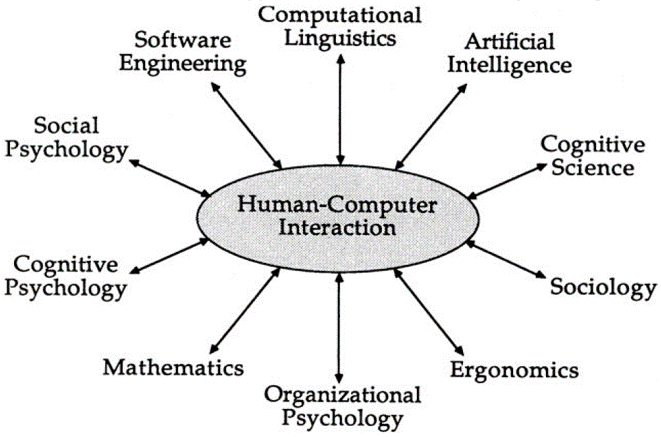 Computational
Linguistics
Software
Engineering
Artificial
Intelligence
Social
Psychology
Cognitive
Science
Human-Computer
Interaction
Cognitive
Psychology
Sociology
Mathematics
Ergonomics
Organizational
Psychology